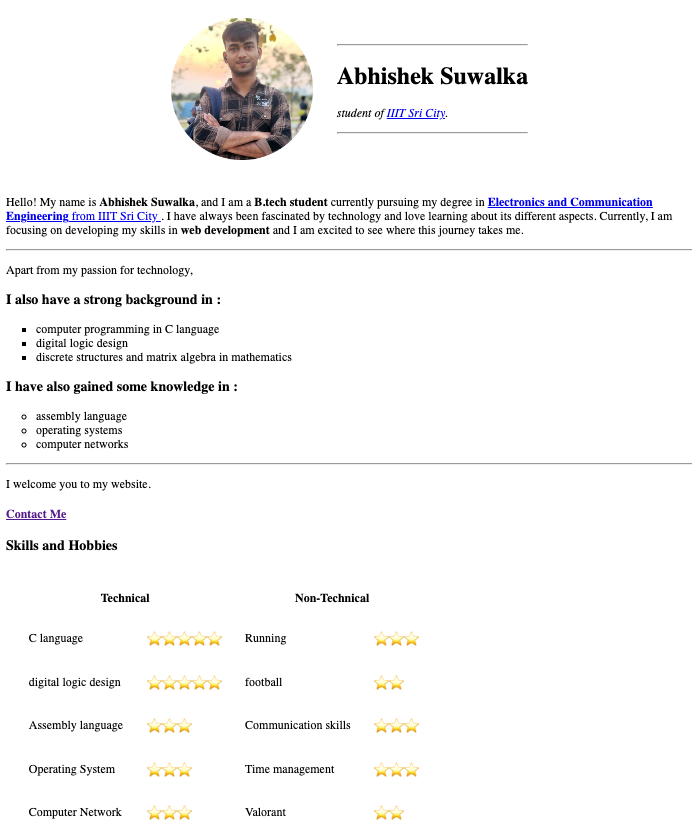 Abhishek Suwalka
student of IIIT Sri City.
Hello! My name is Abhishek Suwalka, and I am a B.tech student currently pursuing my degree in Electronics and Communication
Engineering from IIIT Sri City . I have always been fascinated by technology and love learning about its different aspects. Currently, I am
focusing on developing my skills in web development and I am excited to see where this journey takes me.
Apart from my passion for technology,
I also have a strong background in :
computer programming in C language
digital logic design
discrete structures and matrix algebra in mathematics
I have also gained some knowledge in :
assembly language
operating systems
computer networks
I welcome you to my website.
Contact Me
Skills and Hobbies
Technical Non-Technical
C language ⭐⭐⭐⭐⭐ Running ⭐⭐⭐
digital logic design ⭐⭐⭐⭐⭐ football ⭐⭐
Assembly language ⭐⭐⭐ Communication skills ⭐⭐⭐
Operating System ⭐⭐⭐ Time management ⭐⭐⭐
Computer Network ⭐⭐⭐ Valorant ⭐⭐